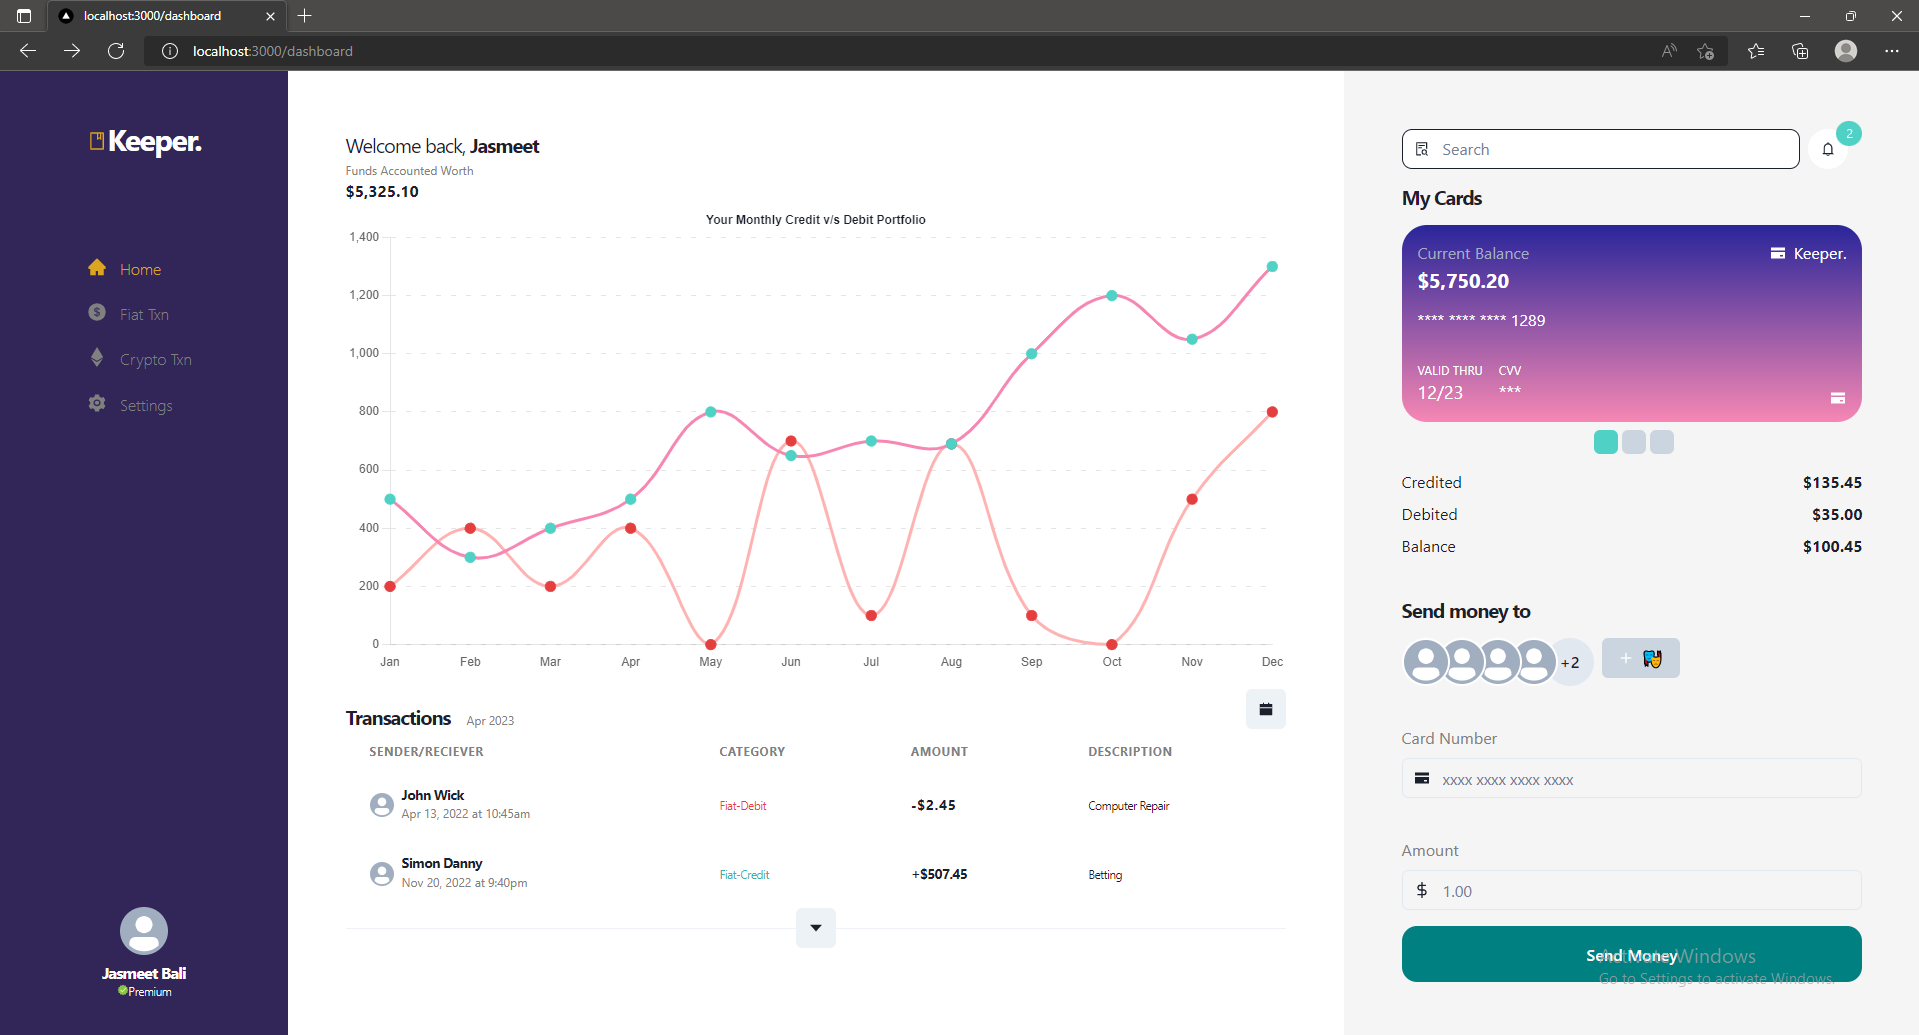 localhost:3000/dashboard
localhost:3000/dashboard
Keeper.
Home
Fiat Txn
Crypto Txn
Settings
Jasmeet Bali
Premium
Welcome back, Jasmeet
Funds Accounted Worth
$5,325.10
Your Monthly Credit v/s Debit Portfolio
1,400
1,200
1,000
800
600
400
200
0
Jan Feb Mar Apr May Jun Jul Aug Sep Oct Nov Dec
Transactions Apr 2023
SENDER/RECIEVER CATEGORY AMOUNT DESCRIPTION
John Wick
Apr 13, 2022 at 10:45am
Fiat-Debit -$2.45 Computer Repair
Simon Danny
Nov 20, 2022 at 9:40pm
Fiat-Credit +$507.45 Betting
Search
2
My Cards
Current Balance Keeper.
$5,750.20
**** **** **** 1289
VALID THRU CVV
12/23 ***
Credited $135.45
Debited $35.00
Balance $100.45
Send money to
+2 +
Card Number
xxxx xxxx xxxx xxxx
Amount
$ 1.00
Send Money
Activate Windows
Go to Settings to activate Windows.